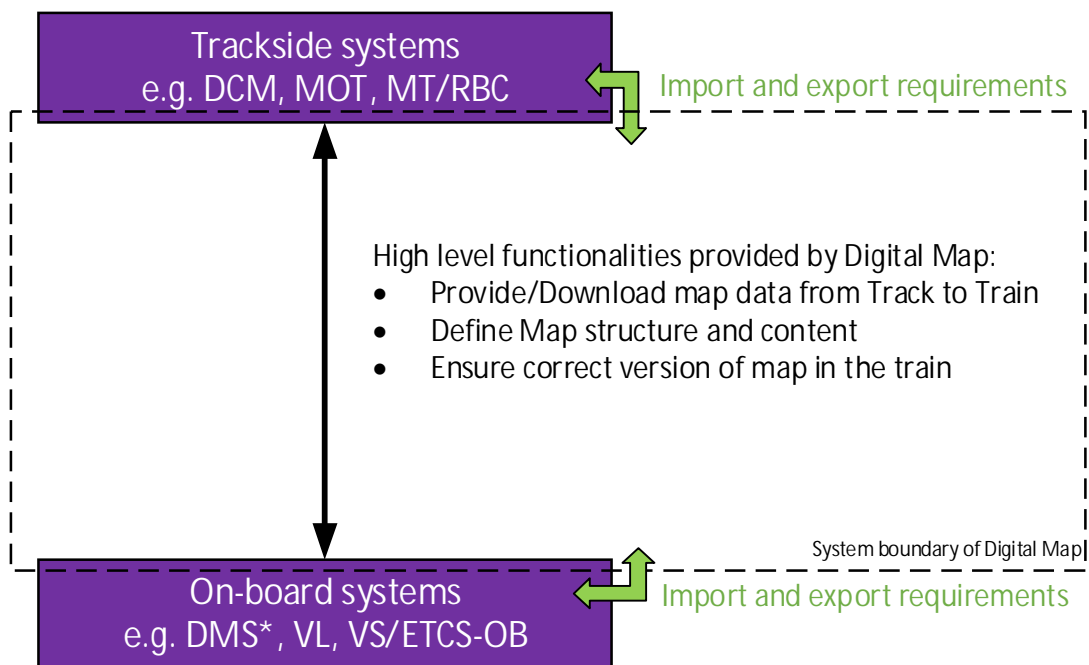 Trackside systems
e.g. DCM, MOT, MT/RBC
Import and export requirements
High level functionalities provided by Digital Map:
• Provide/Download map data from Track to Train
• Define Map structure and content
• Ensure correct version of map in the train
System boundary of Digital Map
On-board systems
e.g. DMS*, VL, VS/ETCS-OB
Import and export requirements